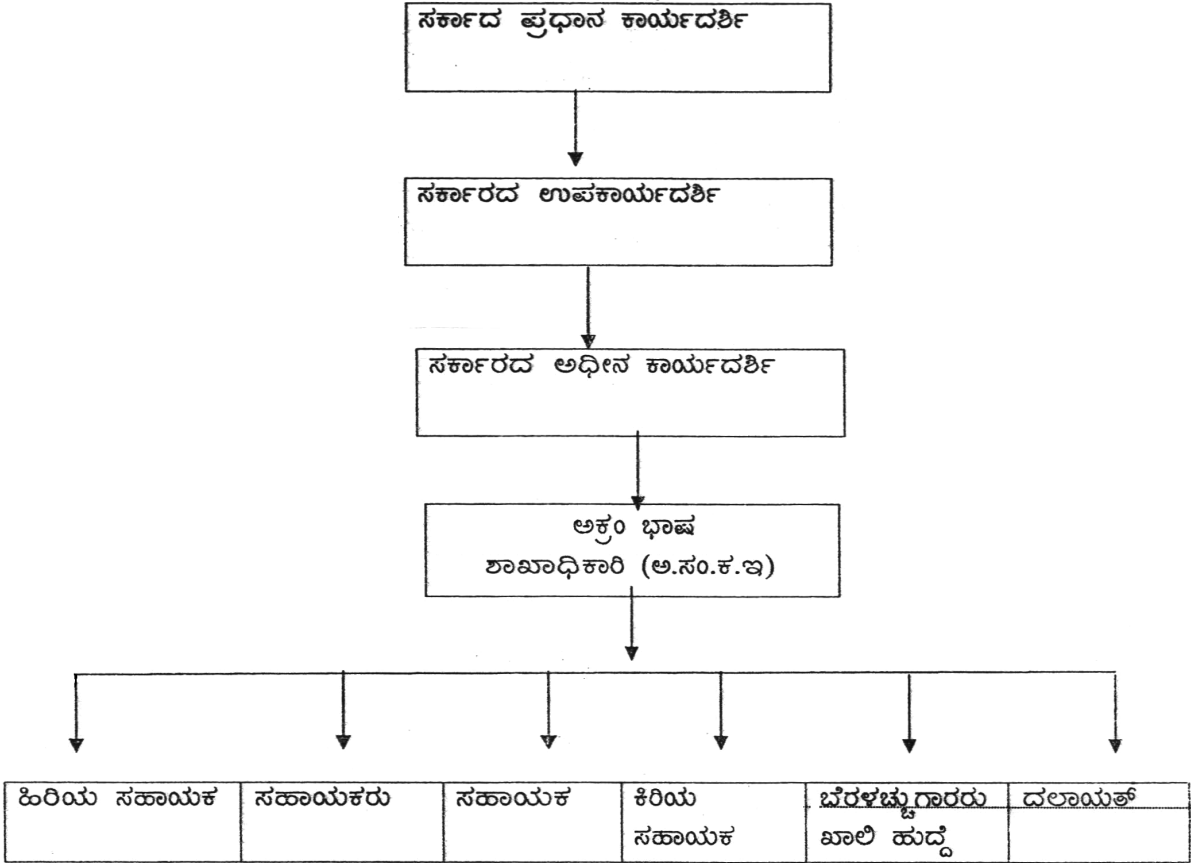 ಸರ್ಕಾದ ಪ್ರಧಾನ ಕಾರ್ಯದರ್ಶಿ
ಸರ್ಕಾರದ ಉಪಕಾರ್ಯದರ್ಶಿ
ಸರ್ಕಾರದ ಅಧೀನ ಕಾರ್ಯದರ್ಶಿ
ಅಕ್ರಂ ಭಾಷ
ಶಾಖಾಧಿಕಾರಿ (ಅ.ಸಂ.ಕ.ಇ)
ಹಿರಿಯ ಸಹಾಯಕ
ಸಹಾಯಕರು
ಸಹಾಯಕ
ಕಿರಿಯ
ಸಹಾಯಕ
ಬೆರಳಚ್ಚುಗಾರರು
ಖಾಲಿ ಹುದ್ದೆ
ದಲಾಯತ್